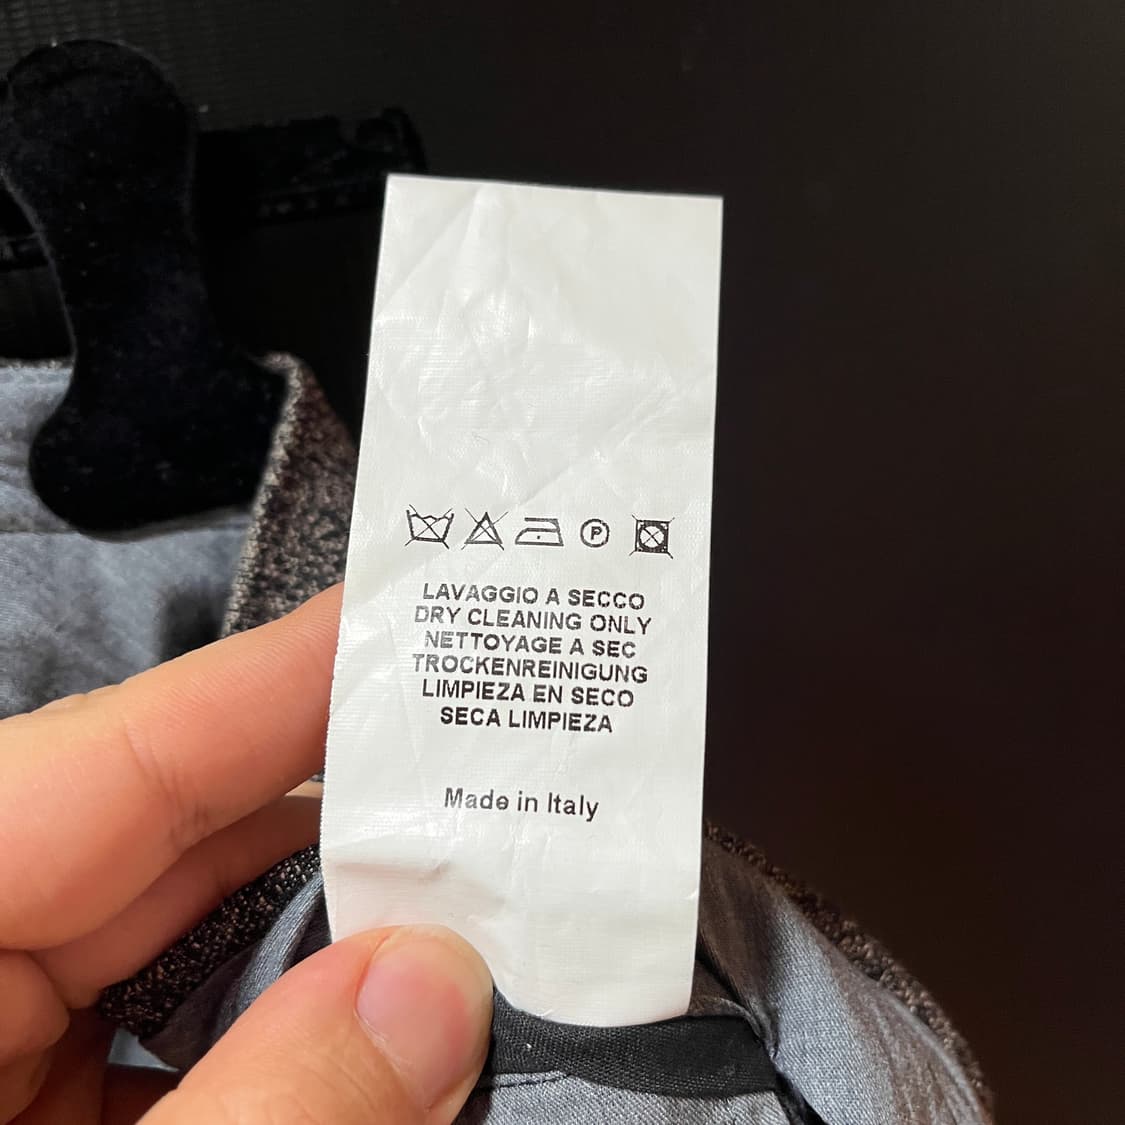 P
LAVAGGIO A SECCO
DRY CLEANING ONLY
NETTOYAGE A SEC
TROCKENREINIGUNG
LIMPIEZA EN SECO
SECA LIMPIEZA
Made in Italy